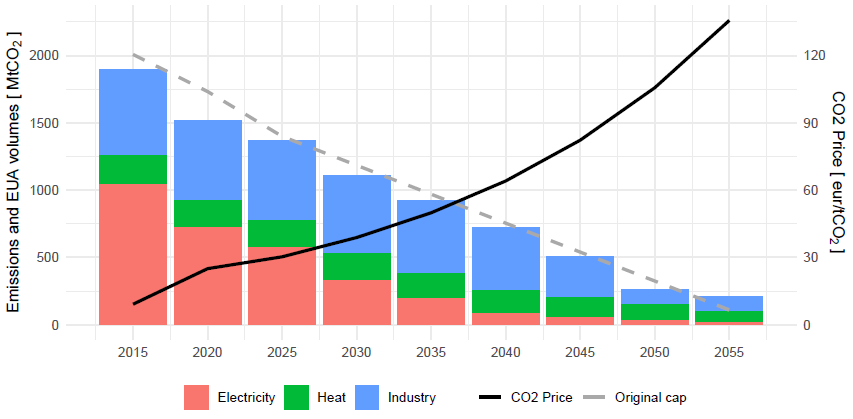 Emissions and EUA volumes [ MtCO₂ ]
2000
1500
1000
500
0
120
90
60
30
0
CO2 Price [ eur/tCO₂ ]
2015 2020 2025 2030 2035 2040 2045 2050 2055
Electricity Heat Industry CO2 Price Original cap